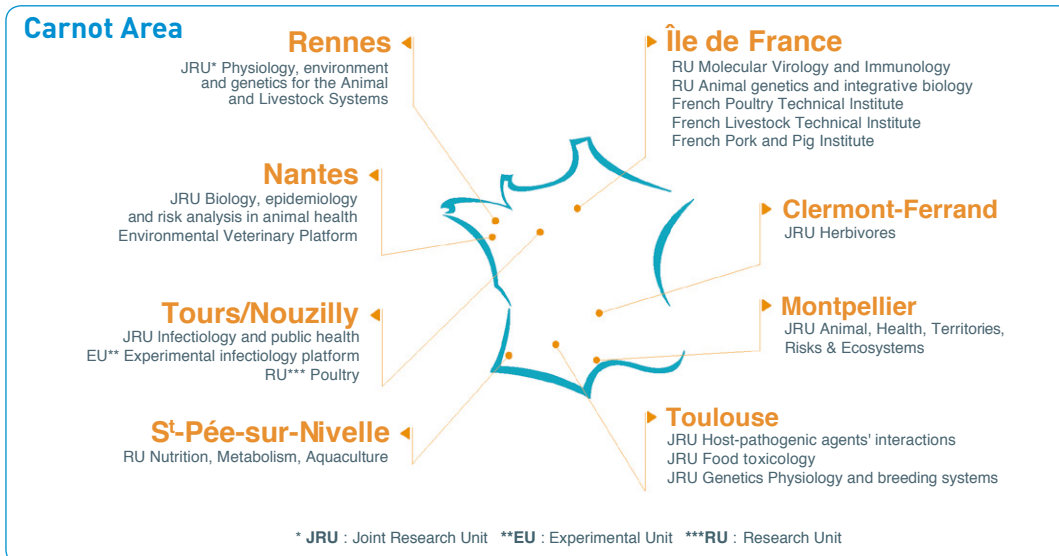 Carnot Area
Rennes
JRU* Physiology, environment
and genetics for the Animal
and Livestock Systems
Nantes
JRU Biology, epidemiology
and risk analysis in animal health
Environmental Veterinary Platform
Tours/Nouzilly
JRU Infectiology and public health
EU** Experimental infectiology platform
RU*** Poultry
St-Pée-sur-Nivelle
RU Nutrition, Metabolism, Aquaculture
Île de France
RU Molecular Virology and Immunology
RU Animal genetics and integrative biology
French Poultry Technical Institute
French Livestock Technical Institute
French Pork and Pig Institute
Clermont-Ferrand
JRU Herbivores
Montpellier
JRU Animal, Health, Territories,
Risks & Ecosystems
Toulouse
JRU Host-pathogenic agents' interactions
JRU Food toxicology
JRU Genetics Physiology and breeding systems
* JRU : Joint Research Unit **EU : Experimental Unit ***RU : Research Unit